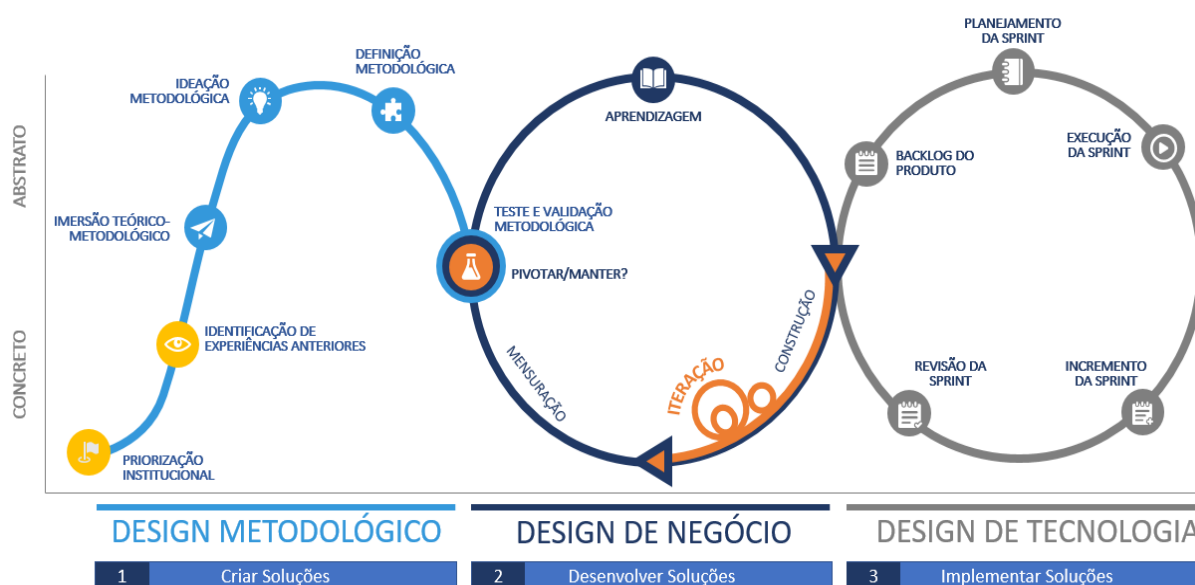 PLANEJAMENTO
DA SPRINT
DEFINIÇÃO
METODOLÓGICA
IDEAÇÃO
METODOLÓGICA
APRENDIZAGEM
EXECUÇÃO
DA SPRINT
BACKLOG DO
PRODUTO
ABSTRATO
IMERSÃO TEÓRICO-
METODOLÓGICO
TESTE E VALIDAÇÃO
METODOLÓGICA
PIVOTAR/MANTER?
IDENTIFICAÇÃO DE
EXPERIÊNCIAS ANTERIORES
CONCRETO
MENSURAÇÃO
ITERAÇÃO
CONSTRUÇÃO
REVISÃO DA
SPRINT
INCREMENTO
DA SPRINT
PRIORIZAÇÃO
INSTITUCIONAL
DESIGN METODOLÓGICO
DESIGN DE NEGÓCIO
DESIGN DE TECNOLOGIA
1 Criar Soluções
2 Desenvolver Soluções
3 Implementar Soluções